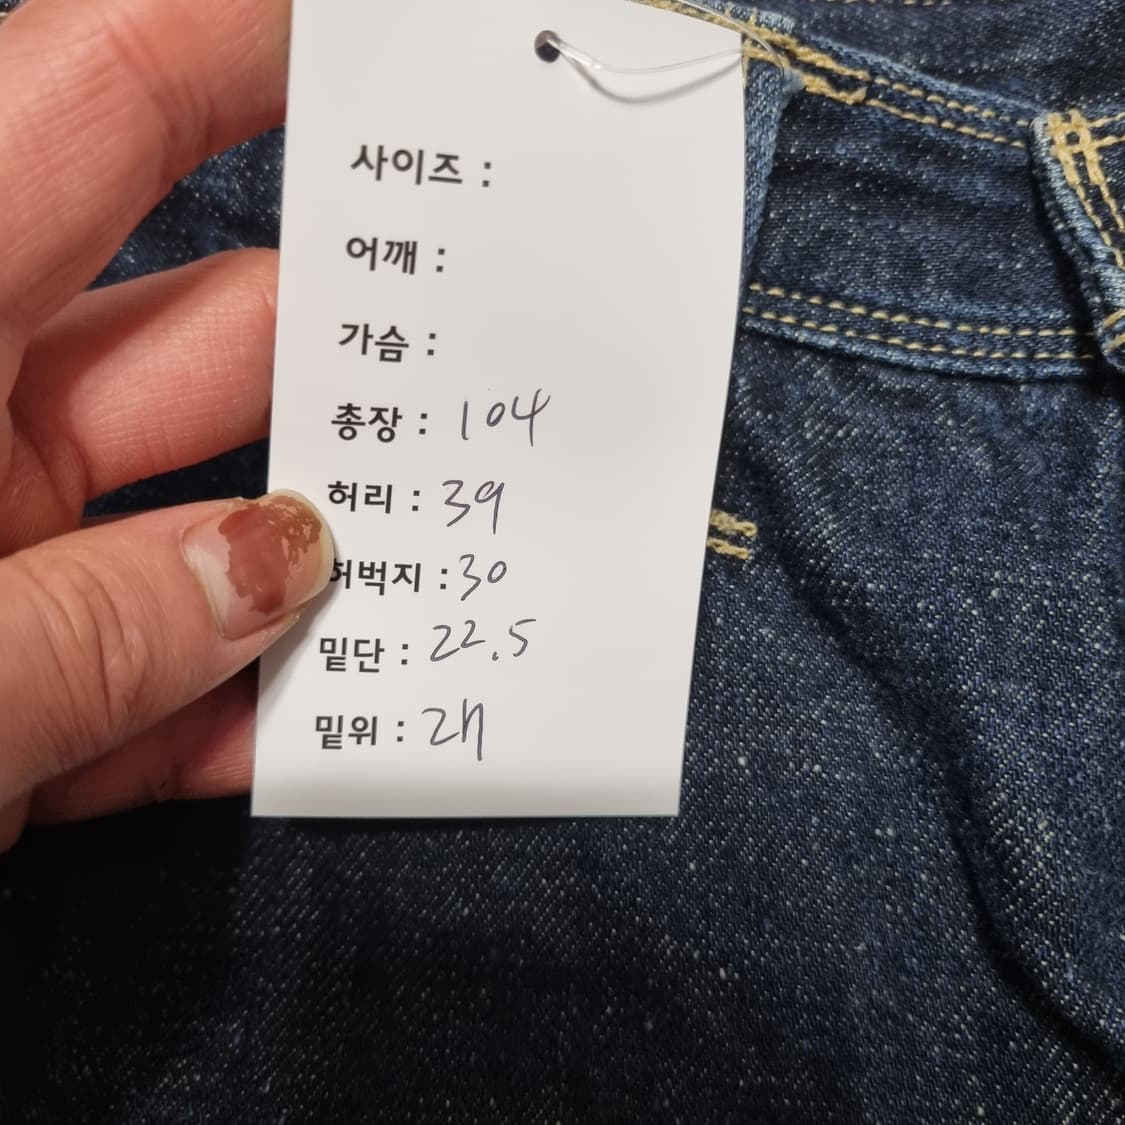 사이즈 :
어깨 :
가슴 :
총장 : 104
허리 : 39
허벅지 : 30
밑단 : 22.5
밑위 : 27